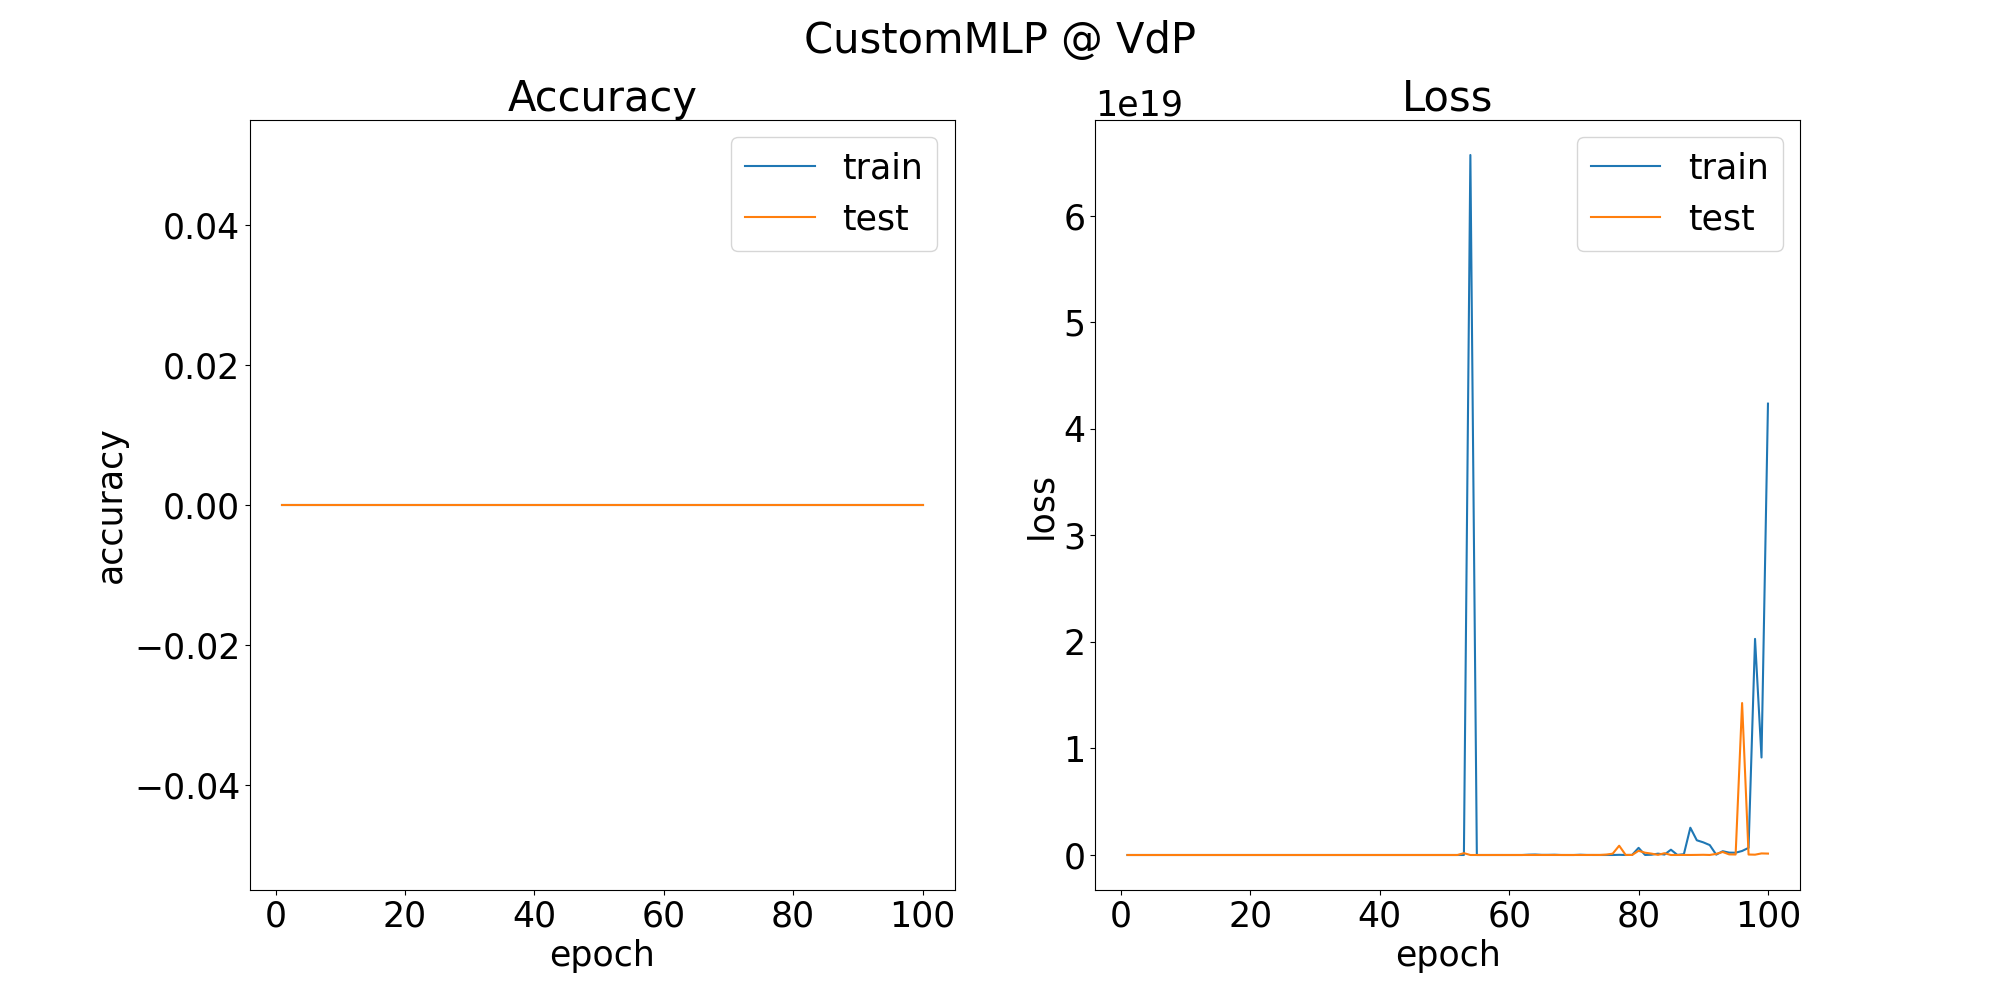 CustomMLP @ VdP
Accuracy
train
test
0.04
0.02
0.00
−0.02
−0.04
accuracy
0 20 40 60 80 100
epoch
Loss
1e19
train
test
6
5
4
3
2
1
0
loss
0 20 40 60 80 100
epoch